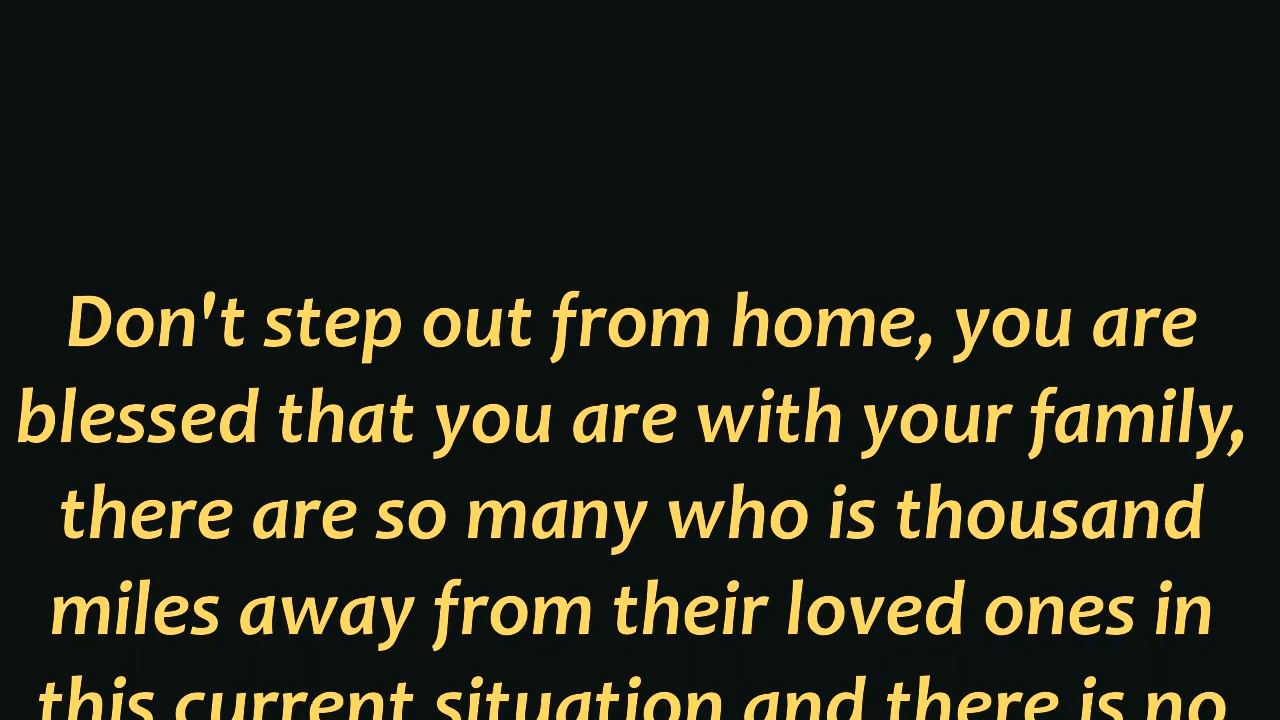 Don't step out from home, you are
blessed that you are with your family,
there are so many who is thousand
miles away from their loved ones in
this current situation and there is no